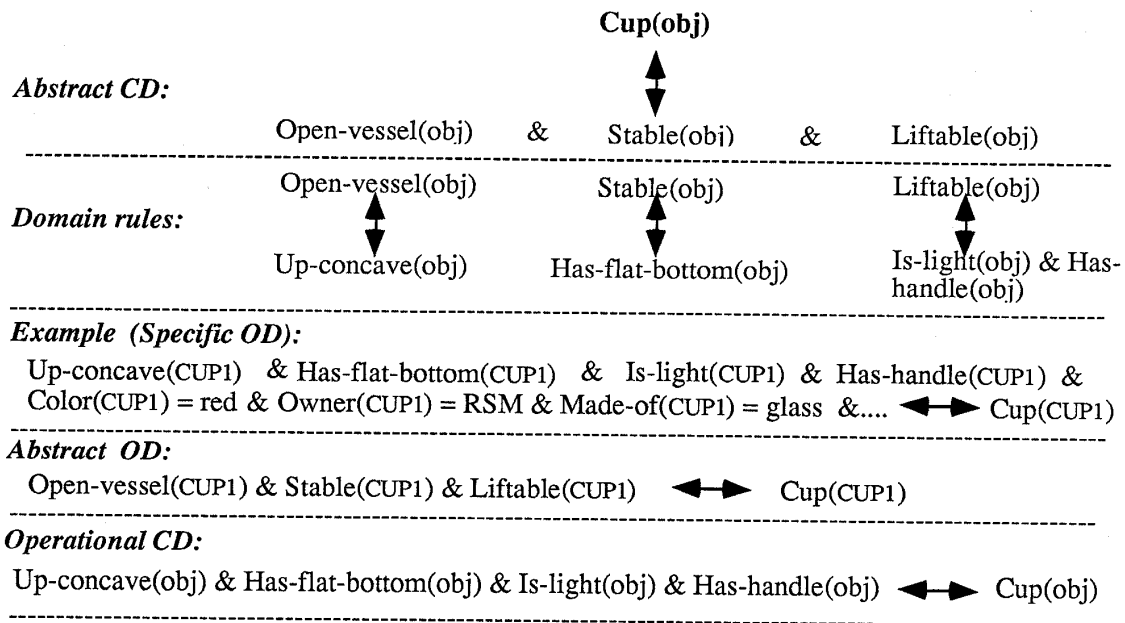 Cup(obj)
Abstract CD:
Open-vessel(obj) & Stable(obj) & Liftable(obj)
Open-vessel(obj) Stable(obj) Liftable(obj)
Domain rules:
Up-concave(obj) Has-flat-bottom(obj) Is-light(obj) & Has-
handle(obj)
Example (Specific OD):
Up-concave(CUP1) & Has-flat-bottom(CUP1) & Is-light(CUP1) & Has-handle(CUP1) &
Color(CUP1) = red & Owner(CUP1) = RSM & Made-of(CUP1) = glass &.... Cup(CUP1)
Abstract OD:
Open-vessel(CUP1) & Stable(CUP1) & Liftable(CUP1) Cup(CUP1)
Operational CD:
Up-concave(obj) & Has-flat-bottom(obj) & Is-light(obj) & Has-handle(obj) Cup(obj)